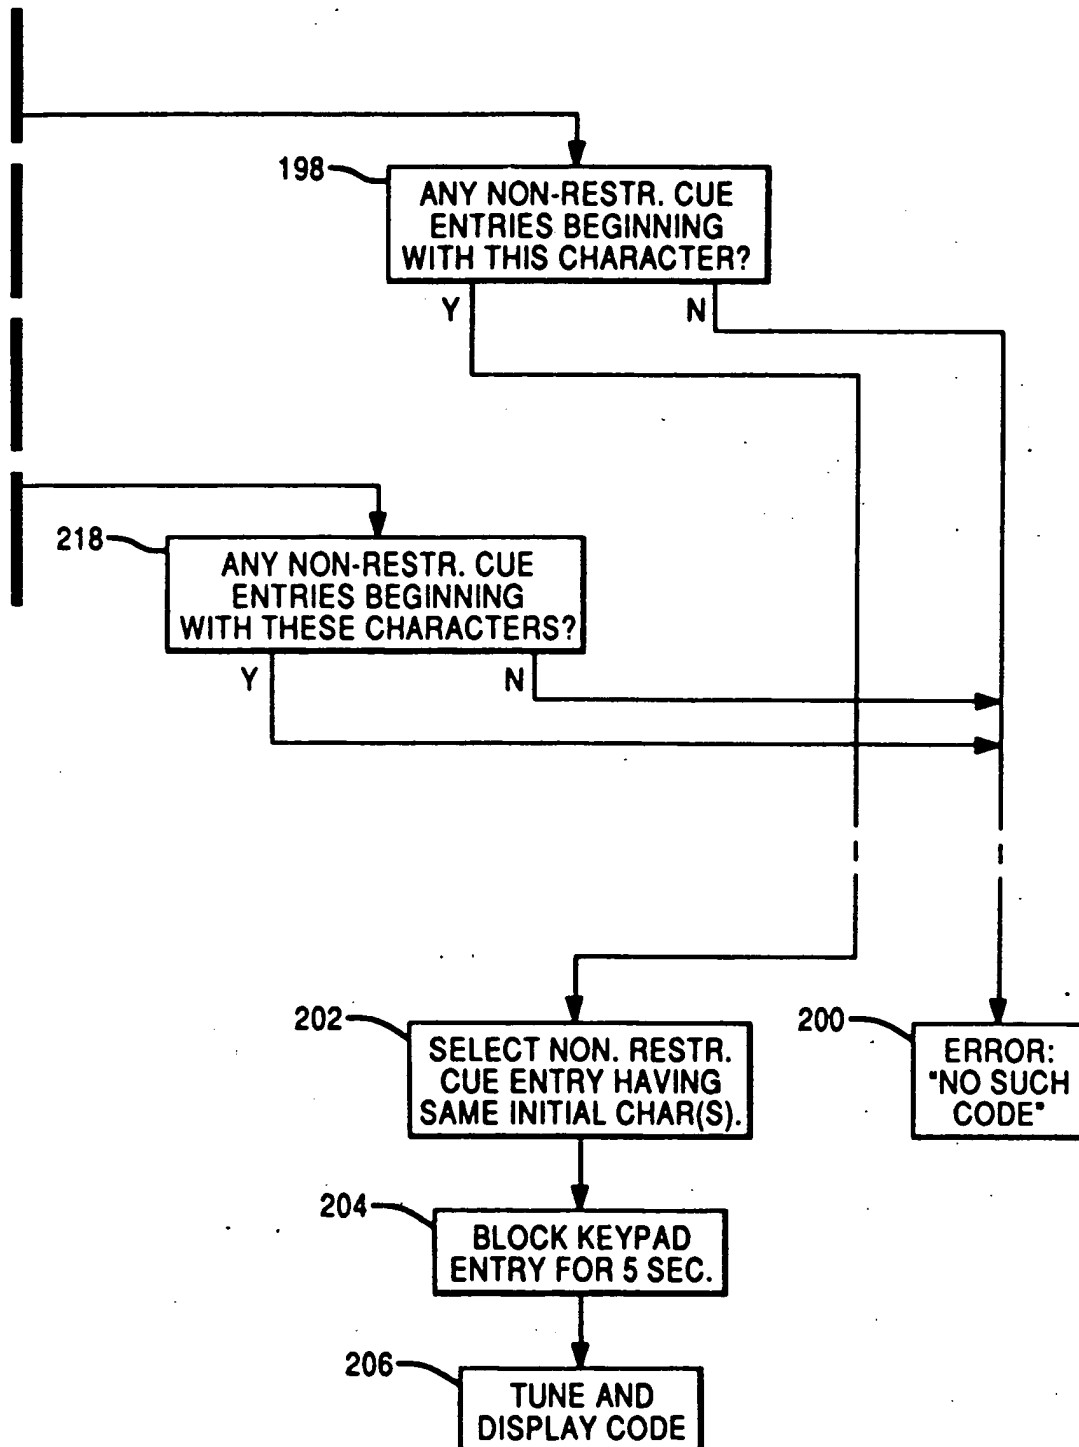 198
ANY NON-RESTR. CUE
ENTRIES BEGINNING
WITH THIS CHARACTER?
Y
N
218
ANY NON-RESTR. CUE
ENTRIES BEGINNING
WITH THESE CHARACTERS?
Y
N
202
SELECT NON. RESTR.
CUE ENTRY HAVING
SAME INITIAL CHAR(S).
200
ERROR:
"NO SUCH
CODE"
204
BLOCK KEYPAD
ENTRY FOR 5 SEC.
206
TUNE AND
DISPLAY CODE